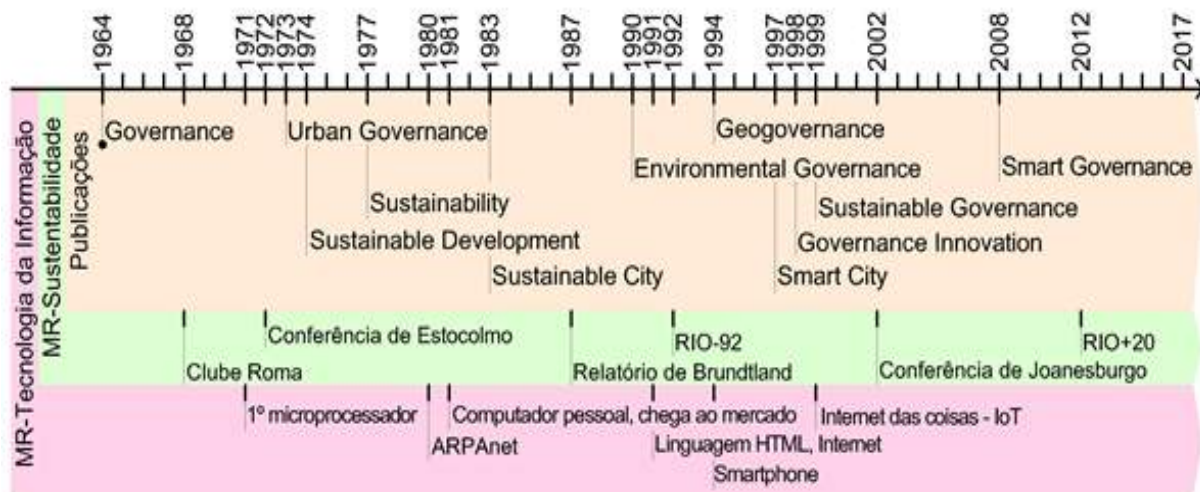 1964
1968
1971
1972
1973
1974
1977
1980
1981
1983
1987
1990
1991
1992
1994
1997
1998
1999
2002
2008
2012
2017
MR-Tecnologia da Informação
MR-Sustentabilidade
Publicações
Governance
Urban Governance
Geogovernance
Environmental Governance
Smart Governance
Sustainability
Sustainable Governance
Sustainable Development
Governance Innovation
Sustainable City
Smart City
Conferência de Estocolmo
RIO-92
RIO+20
Clube Roma
Relatório de Brundtland
Conferência de Joanesburgo
1º microprocessador
Computador pessoal, chega ao mercado
Internet das coisas - IoT
ARPAnet
Linguagem HTML, Internet
Smartphone